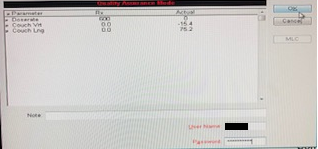 Quality Assurance Mode
Parameter Rx Actual
Doserate 600 0
Couch Vrt 0.0 -15.4
Couch Lng 0.0 75.2
OK
Cancel
MLC
Note:
User Name:
Password: **********